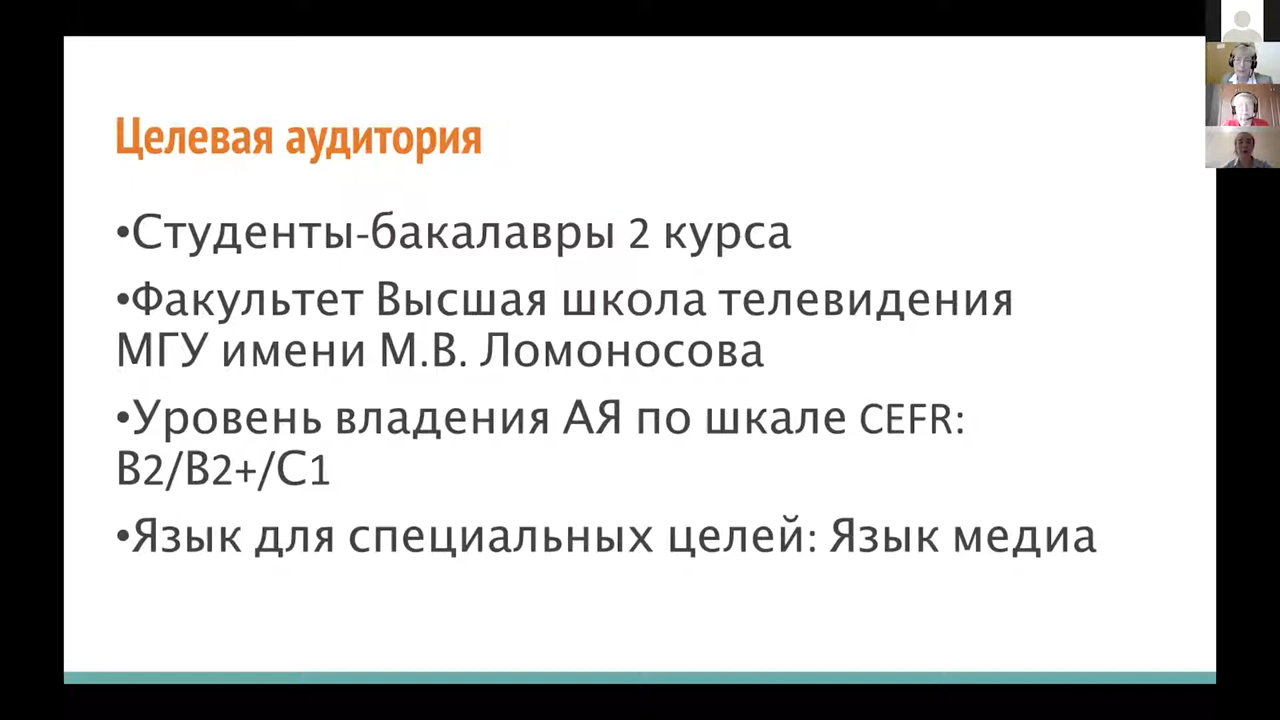 Целевая аудитория
•Студенты-бакалавры 2 курса
•Факультет Высшая школа телевидения
МГУ имени М.В. Ломоносова
•Уровень владения АЯ по шкале CEFR:
B2/B2+/C1
•Язык для специальных целей: Язык медиа